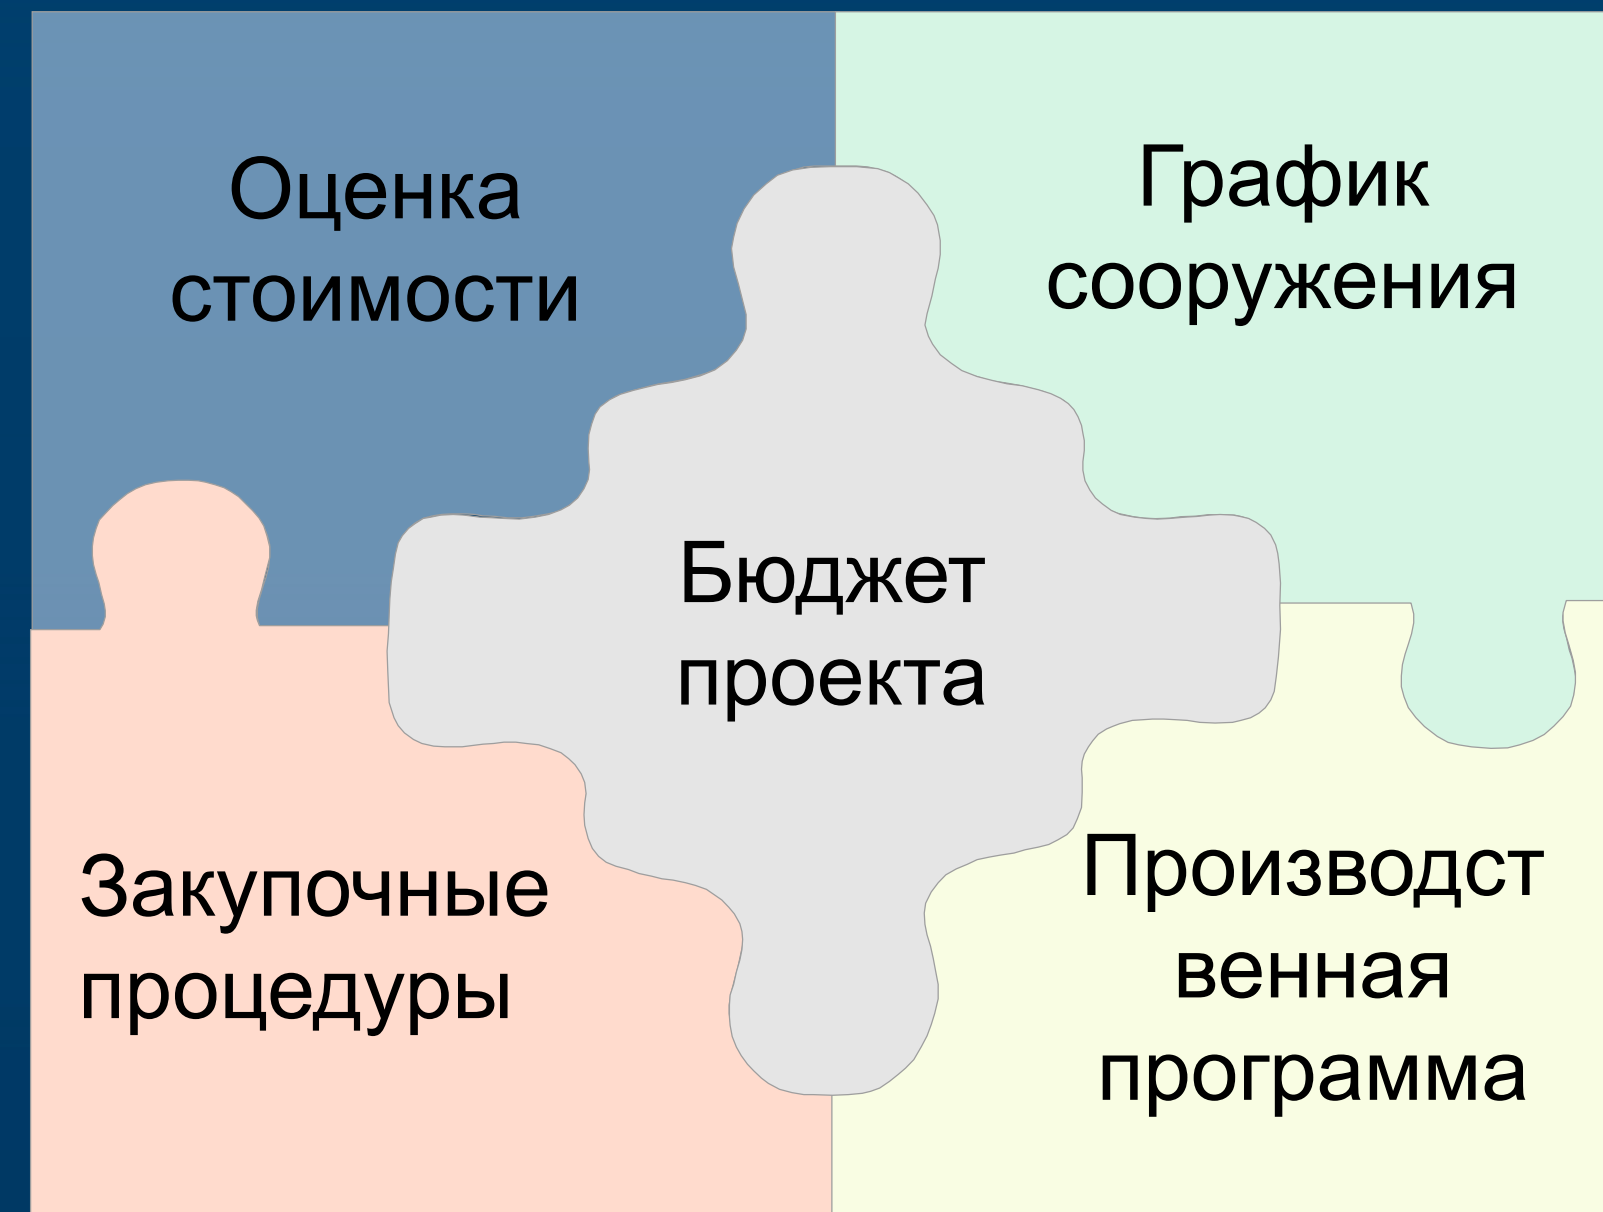 Оценка
стоимости
График
сооружения
Бюджет
проекта
Закупочные
процедуры
Производст
венная
программа